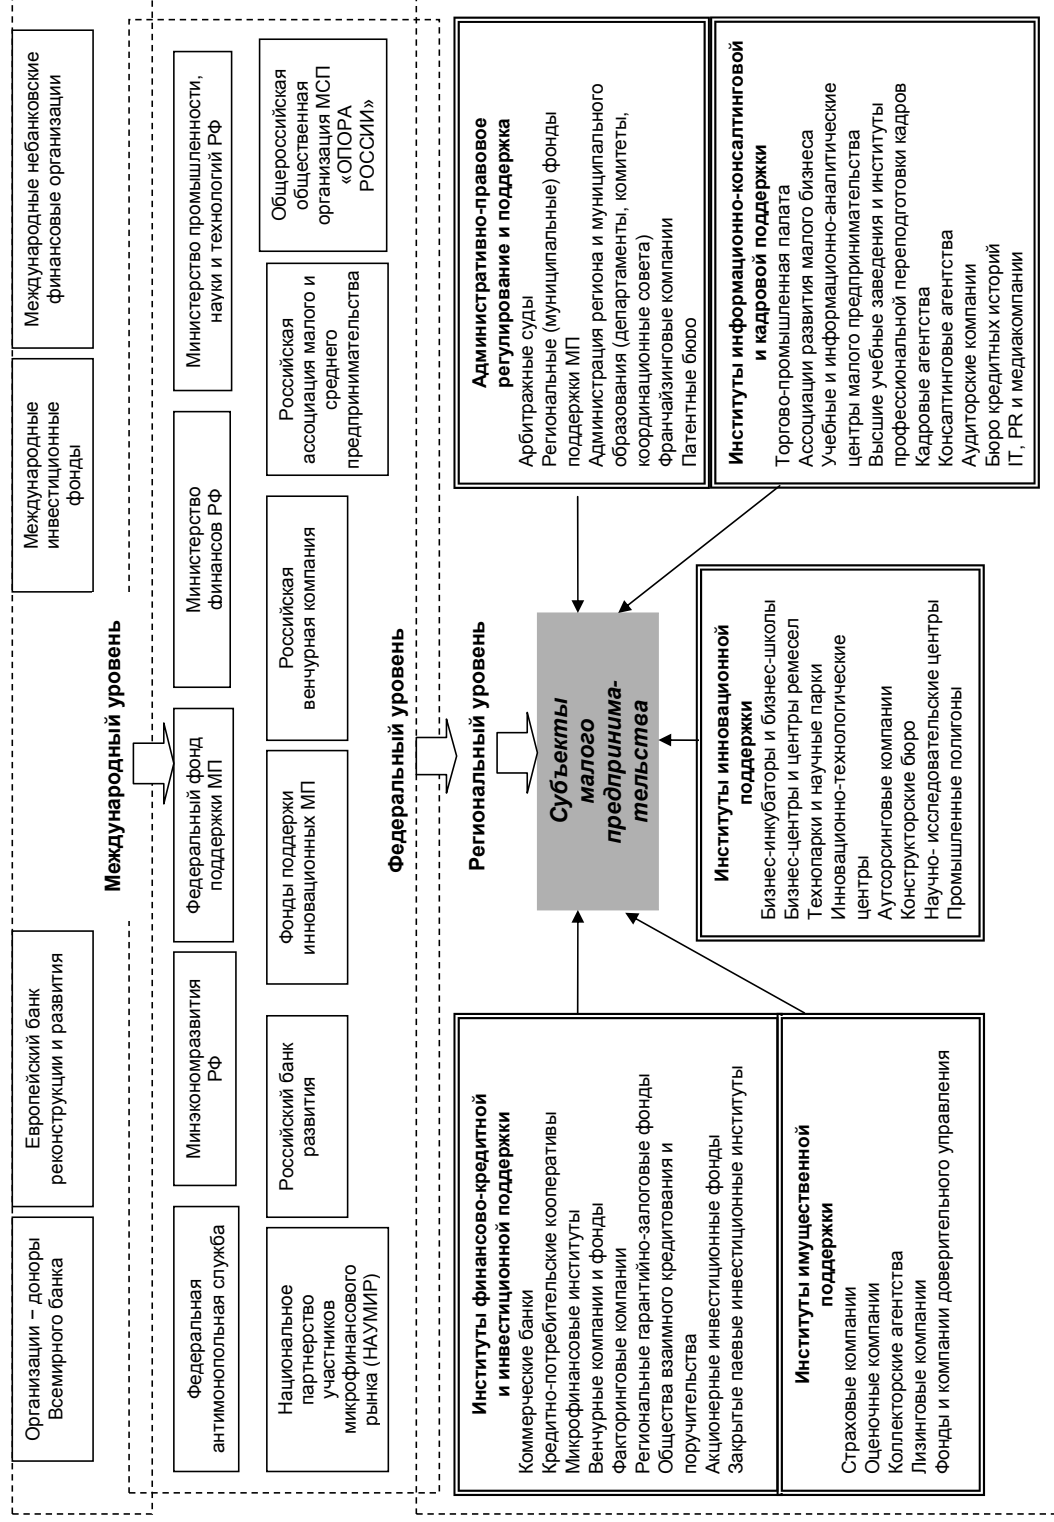 Организации – доноры
Всемирного банка
Европейский банк
реконструкции и развития
Международные
инвестиционные
фонды
Международные небанковские
финансовые организации
Международный уровень
Федеральная
антимонопольная служба
Минэкономразвития
РФ
Федеральный фонд
поддержки МП
Министерство
финансов РФ
Министерство промышленности,
науки и технологий РФ
Национальное
партнерство
участников
микрофинансового
рынка (НАУМИР)
Российский банк
развития
Фонды поддержки
инновационных МП
Российская
венчурная компания
Российская
ассоциация малого и
среднего
предпринимательства
Общероссийская
общественная
организация МСП
«ОПОРА
РОССИИ»
Федеральный уровень
Региональный уровень
Институты финансово-кредитной
и инвестиционной поддержки
Коммерческие банки
Кредитно-потребительские кооперативы
Микрофинансовые институты
Венчурные компании и фонды
Факторинговые компании
Региональные гарантийно-залоговые фонды
Общества взаимного кредитования и
поручительства
Акционерные инвестиционные фонды
Закрытые паевые инвестиционные институты
Институты имущественной
поддержки
Страховые компании
Оценочные компании
Коллекторские агентства
Лизинговые компании
Фонды и компании доверительного управления
Субъекты
малого
предпринима-
тельства
Институты инновационной
поддержки
Бизнес-инкубаторы и бизнес-школы
Бизнес-центры и центры ремесел
Технопарки и научные парки
Инновационно-технологические
центры
Аутсорсинговые компании
Конструкторские бюро
Научно- исследовательские центры
Промышленные полигоны
Административно-правовое
регулирование и поддержка
Арбитражные суды
Региональные (муниципальные) фонды
поддержки МП
Администрация региона и муниципального
образования (департаменты, комитеты,
координационные совета)
Франчайзинговые компании
Патентные бюро
Институты информационно-консалтинговой
и кадровой поддержки
Торгово-промышленная палата
Ассоциации развития малого бизнеса
Учебные и информационно-аналитические
центры малого предпринимательства
Высшие учебные заведения и институты
профессиональной переподготовки кадров
Кадровые агентства
Консалтинговые агентства
Аудиторские компании
Бюро кредитных историй
IT, PR и медиакомпании